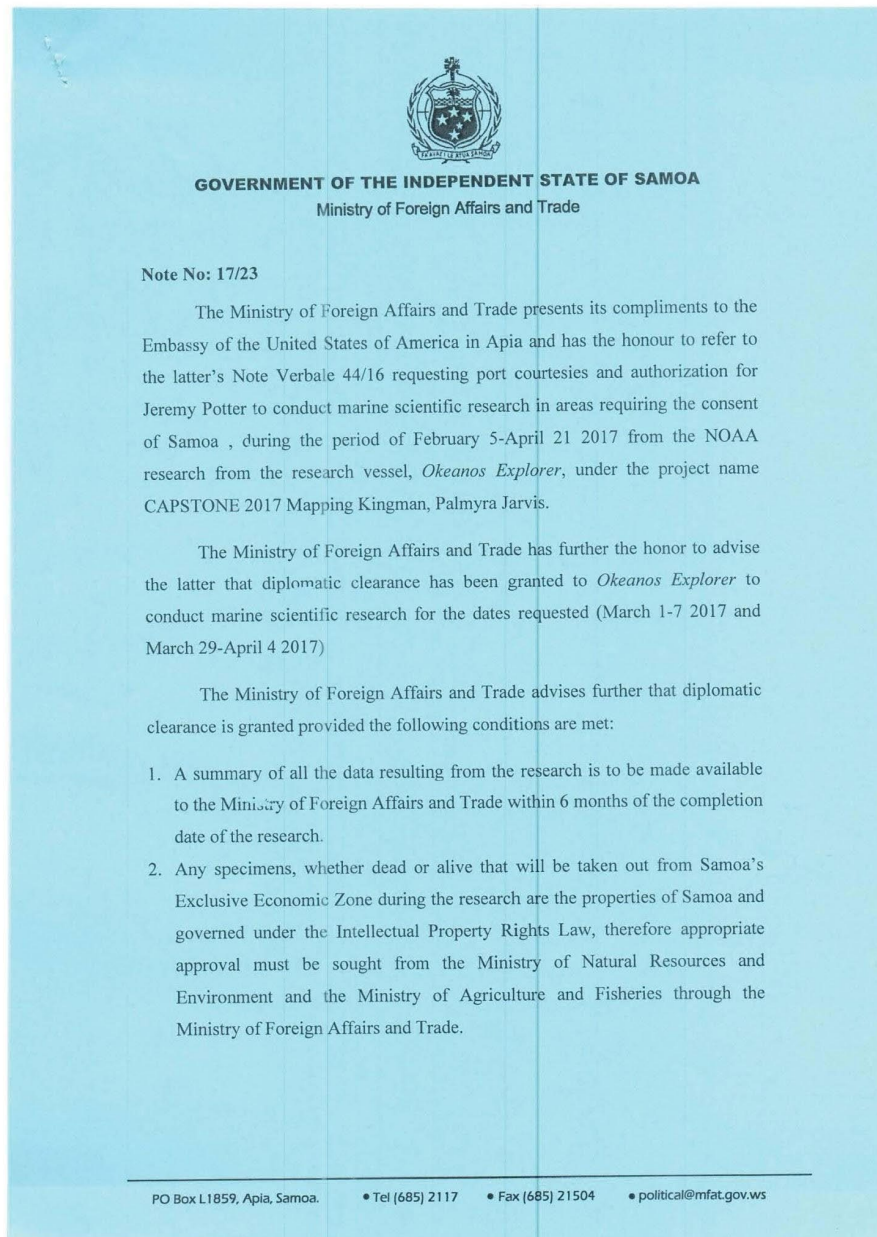 FA'AVAE I LE ATUA SAMOA
GOVERNMENT OF THE INDEPENDENT STATE OF SAMOA
Ministry of Foreign Affairs and Trade
Note No: 17/23
The Ministry of Foreign Affairs and Trade presents its compliments to the
Embassy of the United States of America in Apia and has the honour to refer to
the latter's Note Verbale 44/16 requesting port courtesies and authorization for
Jeremy Potter to conduct marine scientific research in areas requiring the consent
of Samoa , during the period of February 5-April 21 2017 from the NOAA
research from the research vessel, Okeanos Explorer, under the project name
CAPSTONE 2017 Mapping Kingman, Palmyra Jarvis.
The Ministry of Foreign Affairs and Trade has further the honor to advise
the latter that diplomatic clearance has been granted to Okeanos Explorer to
conduct marine scientific research for the dates requested (March 1-7 2017 and
March 29-April 4 2017)
The Ministry of Foreign Affairs and Trade advises further that diplomatic
clearance is granted provided the following conditions are met:
1. A summary of all the data resulting from the research is to be made available
to the Ministry of Foreign Affairs and Trade within 6 months of the completion
date of the research.
2. Any specimens, whether dead or alive that will be taken out from Samoa's
Exclusive Economic Zone during the research are the properties of Samoa and
governed under the Intellectual Property Rights Law, therefore appropriate
approval must be sought from the Ministry of Natural Resources and
Environment and the Ministry of Agriculture and Fisheries through the
Ministry of Foreign Affairs and Trade.
PO Box L1859, Apia, Samoa. • Tel (685) 2117 • Fax (685) 21504 • political@mfat.gov.ws